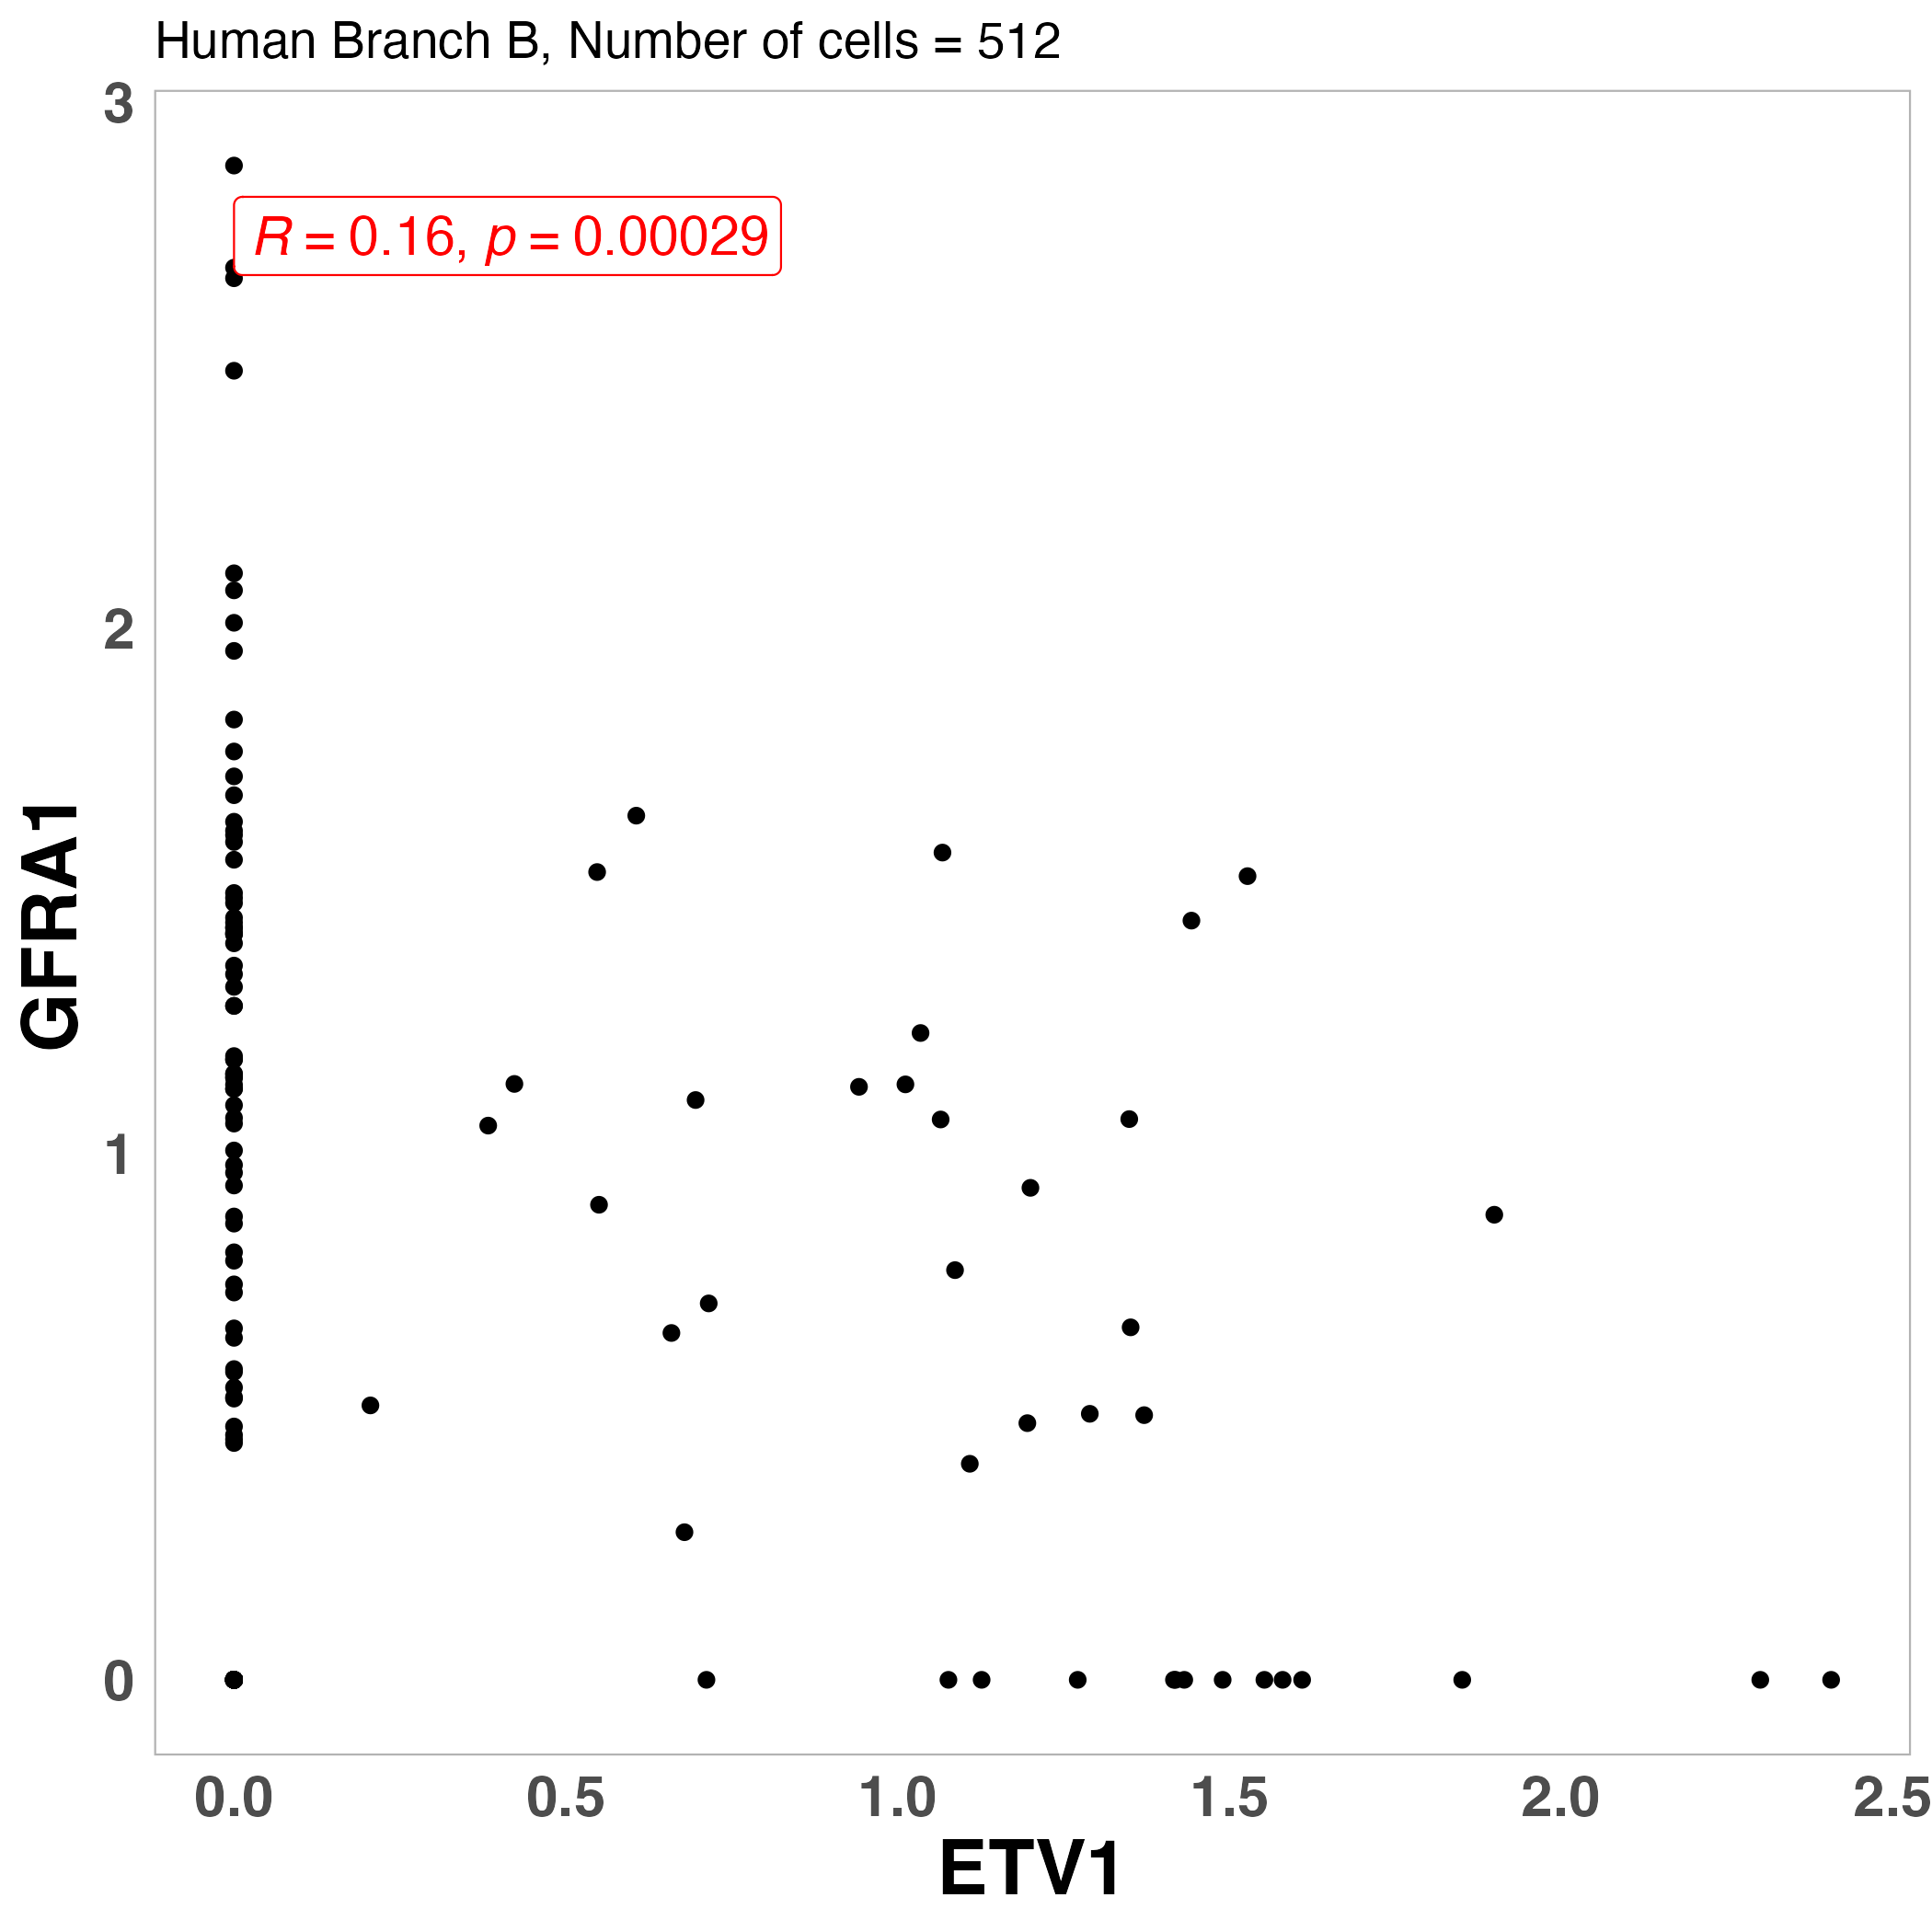 Human Branch B, Number of cells = 512
3
R = 0.16, p = 0.00029
2
1
0
GFRA1
0.0 0.5 1.0 1.5 2.0 2.5
ETV1